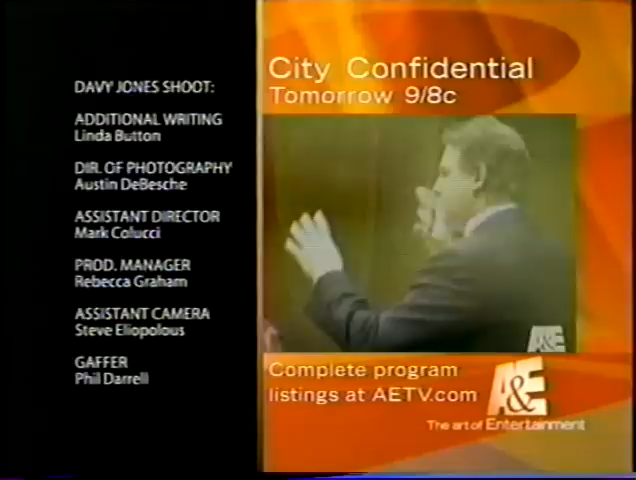 DAVY JONES SHOOT:
ADDITIONAL WRITING
Linda Button
DIR. OF PHOTOGRAPHY
Austin DeBesche
ASSISTANT DIRECTOR
Mark Colucci
PROD. MANAGER
Rebecca Graham
ASSISTANT CAMERA
Steve Eliopolous
GAFFER
Phil Darrell
City Confidential
Tomorrow 9/8c
A&E
Complete program
listings at AETV.com
A&E
The art of Entertainment